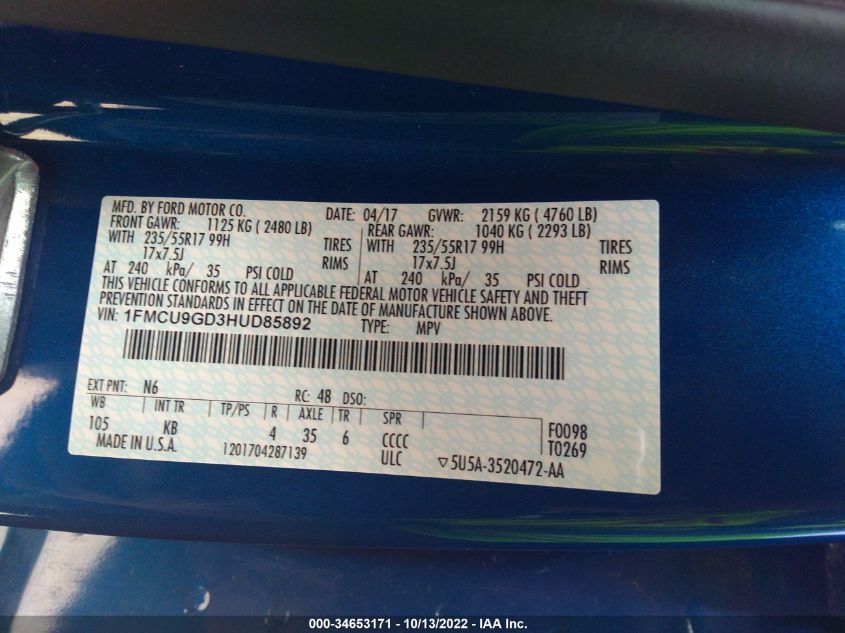 MFD. BY FORD MOTOR CO. DATE: 04/17 GVWR: 2159 KG ( 4760 LB)
FRONT GAWR: 1125 KG ( 2480 LB) REAR GAWR: 1040 KG ( 2293 LB)
WITH 235/55R17 99H TIRES WITH 235/55R17 99H TIRES
17x7.5J RIMS 17x7.5J RIMS
AT 240 kPa/ 35 PSI COLD AT 240 kPa/ 35 PSI COLD
THIS VEHICLE CONFORMS TO ALL APPLICABLE FEDERAL MOTOR VEHICLE SAFETY AND THEFT
PREVENTION STANDARDS IN EFFECT ON THE DATE OF MANUFACTURE SHOWN ABOVE.
VIN: 1FMCU9GD3HUD85892 TYPE: MPV
EXT PNT: N6 RC: 48 DSO:
WB INT TR TP/PS R AXLE TR SPR
105 KB 4 35 6 CCCC F0098
MADE IN U.S.A. 1201704287139 ULC ▽5U5A-3520472-AA T0269
000-34653171 | 10/13/2022 - IAA Inc.